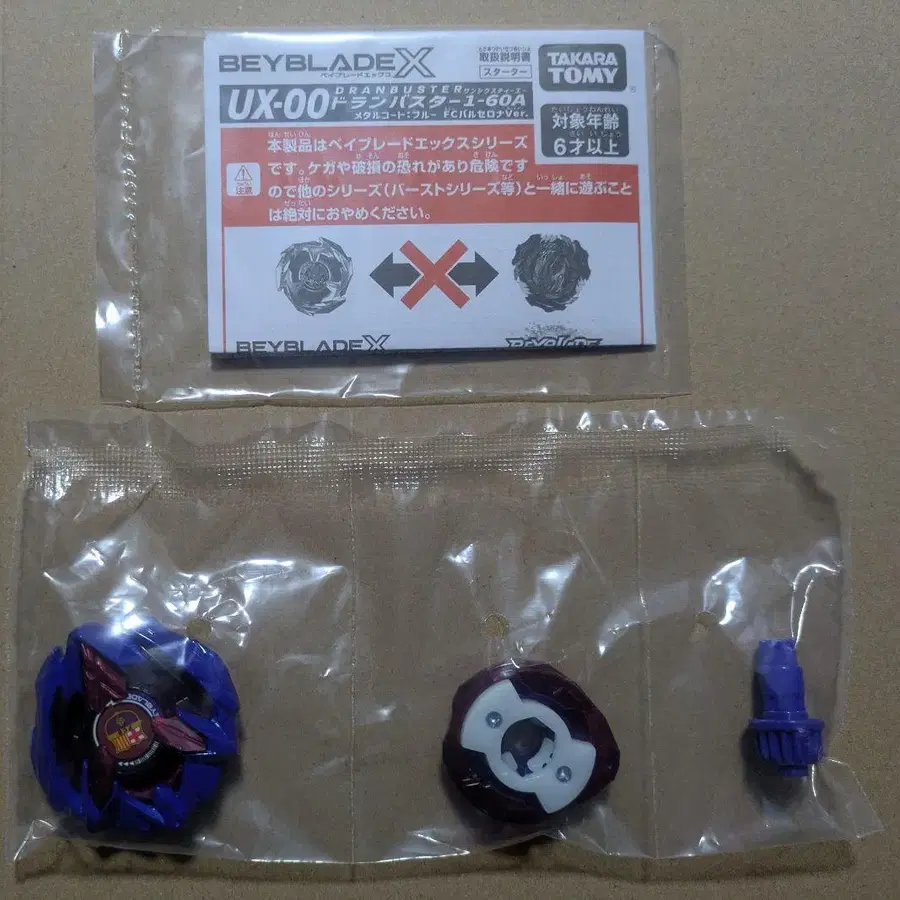 BEYBLADE X
ベイブレードエックス
取扱説明書
スターター
TAKARA TOMY
DRANBUSTER
UX-00 ドランバスター1-60A
メタルコート:ブルー FCバルセロナVer.
対象年齢
6才以上
本製品はベイブレードエックスシリーズ
です。ケガや破損の恐れがあり危険です
ので他のシリーズ(バーストシリーズ等)と一緒に遊ぶこと
は絶対におやめください。
注意
BEYBLADE X
BEYBLADE